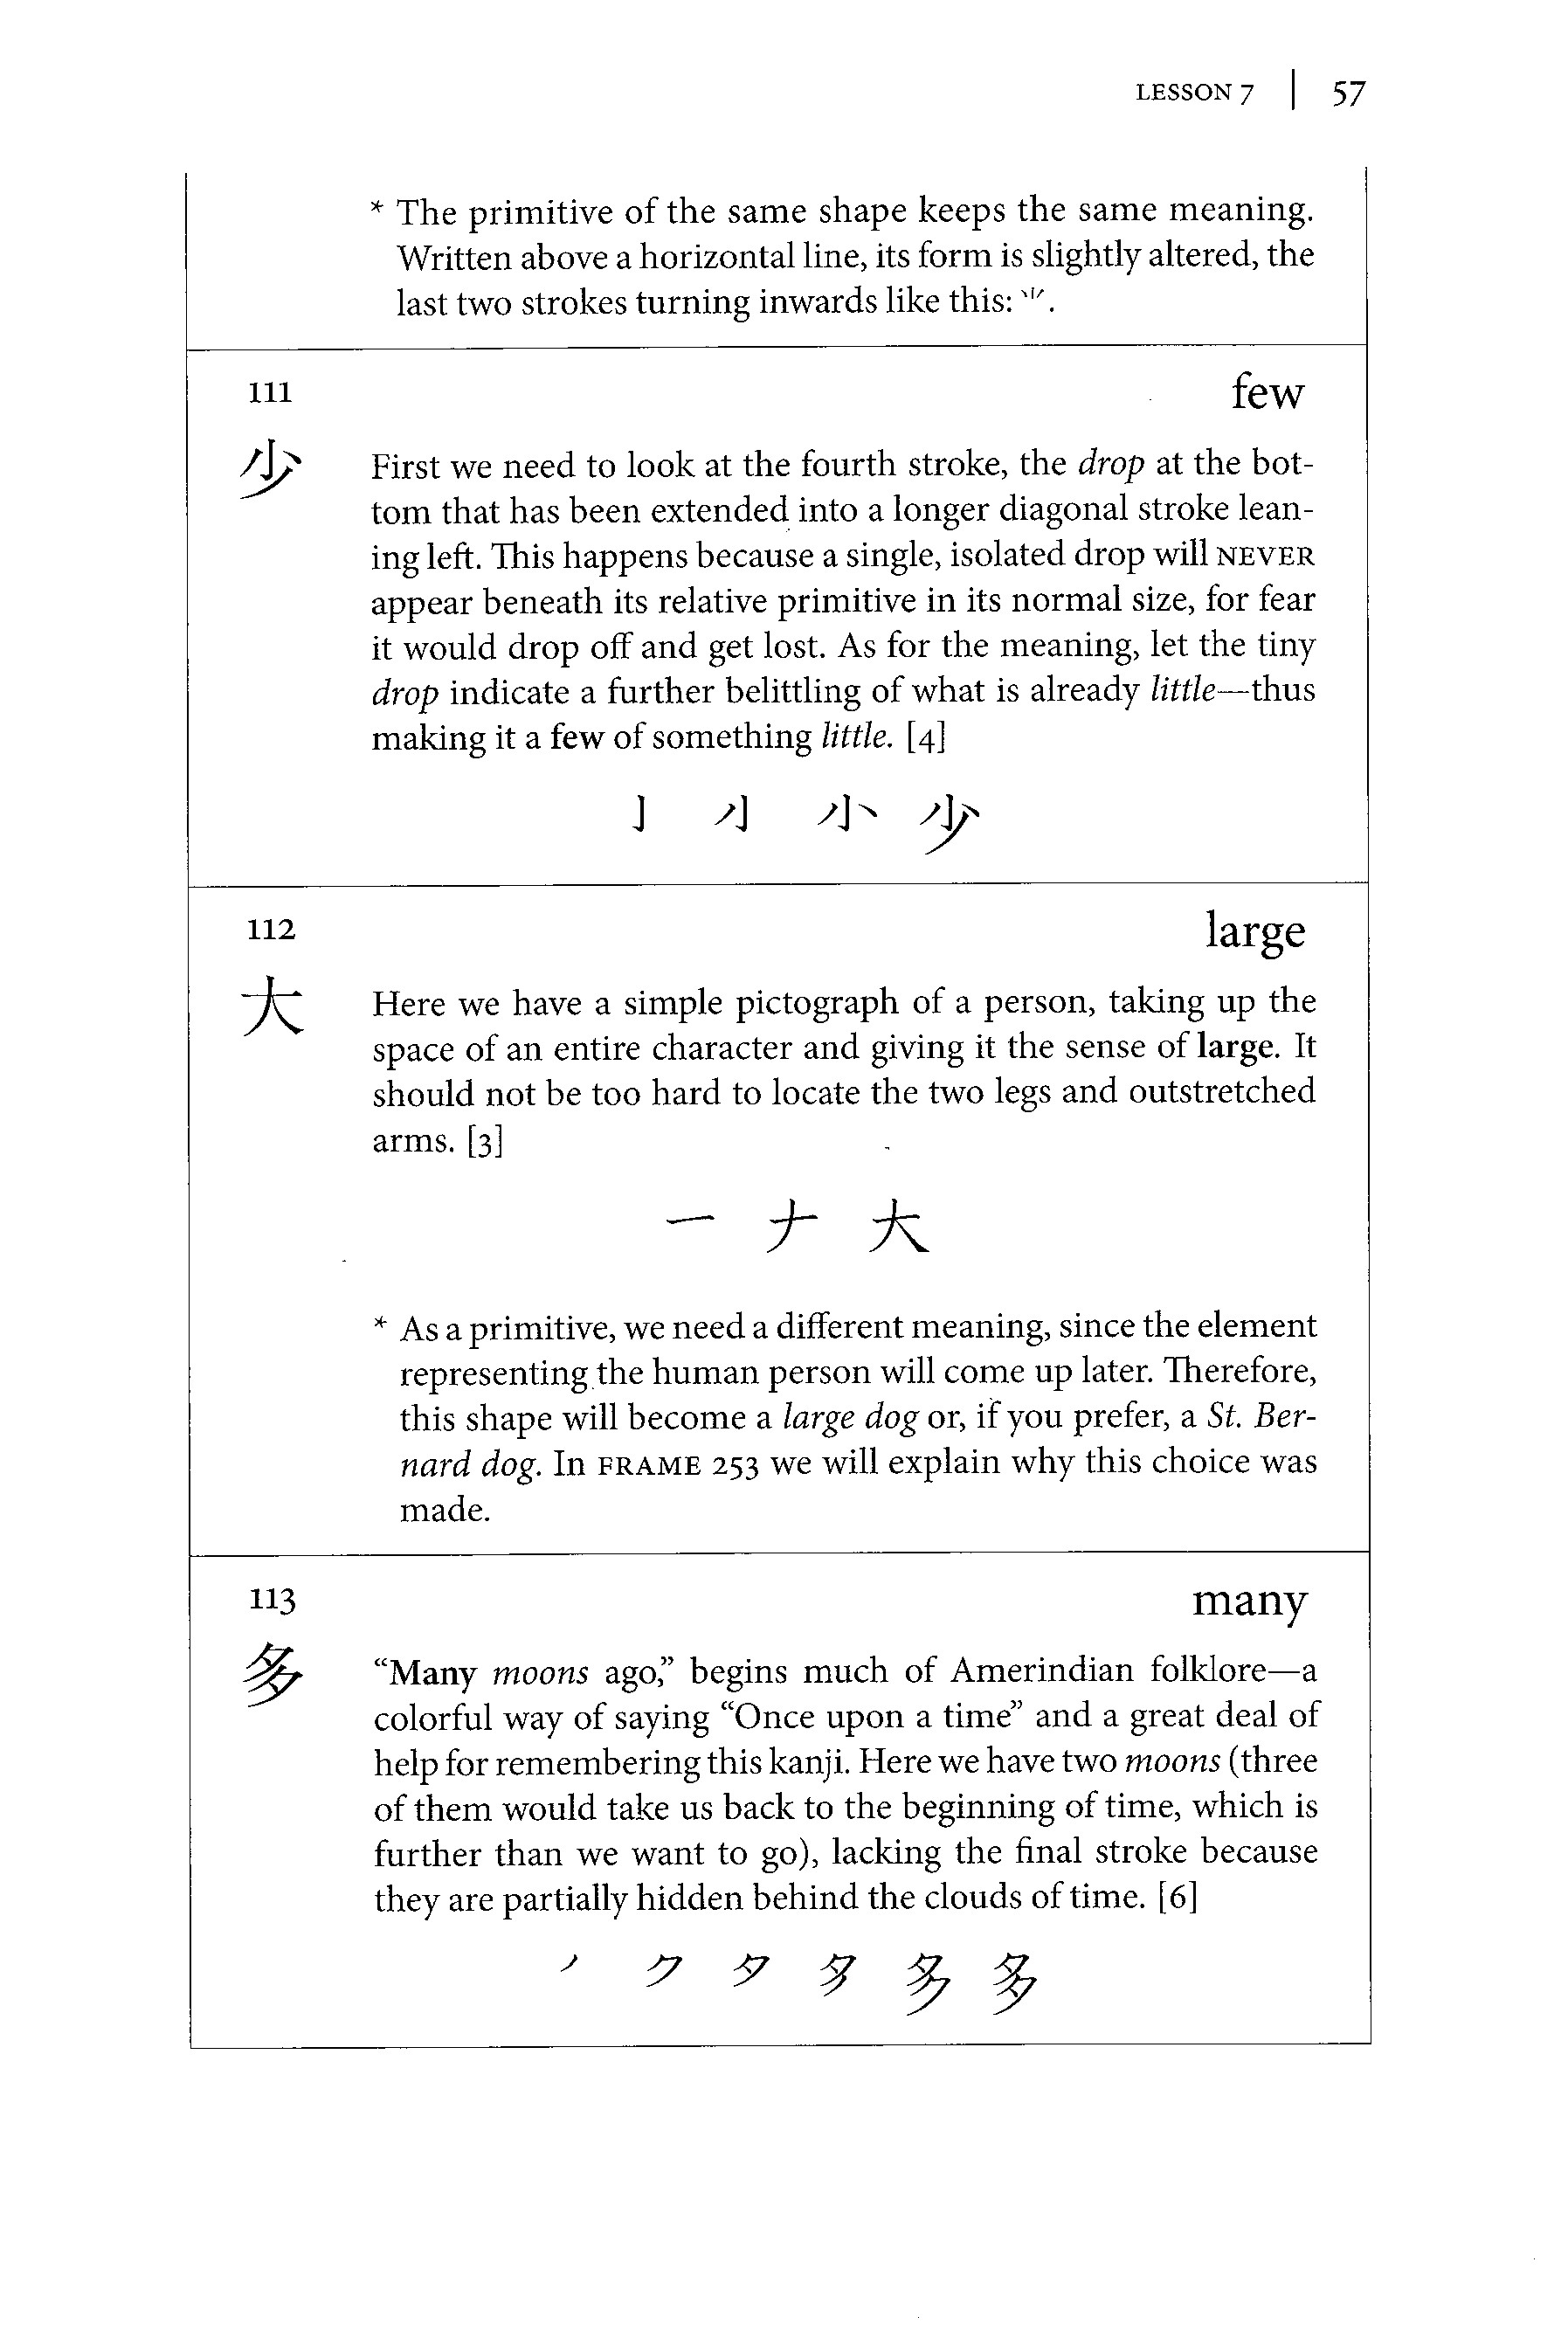 LESSON 7 | 57
* The primitive of the same shape keeps the same meaning.
Written above a horizontal line, its form is slightly altered, the
last two strokes turning inwards like this: ⺌.
111 few
少 First we need to look at the fourth stroke, the drop at the bot-
tom that has been extended into a longer diagonal stroke lean-
ing left. This happens because a single, isolated drop will NEVER
appear beneath its relative primitive in its normal size, for fear
it would drop off and get lost. As for the meaning, let the tiny
drop indicate a further belittling of what is already little—thus
making it a few of something little. [4]
亅 小 少
112 large
大 Here we have a simple pictograph of a person, taking up the
space of an entire character and giving it the sense of large. It
should not be too hard to locate the two legs and outstretched
arms. [3]
一 ナ 大
* As a primitive, we need a different meaning, since the element
representing the human person will come up later. Therefore,
this shape will become a large dog or, if you prefer, a St. Ber-
nard dog. In FRAME 253 we will explain why this choice was
made.
113 many
多 “Many moons ago,” begins much of Amerindian folklore—a
colorful way of saying “Once upon a time” and a great deal of
help for remembering this kanji. Here we have two moons (three
of them would take us back to the beginning of time, which is
further than we want to go), lacking the final stroke because
they are partially hidden behind the clouds of time. [6]
丿 ク 夕 多